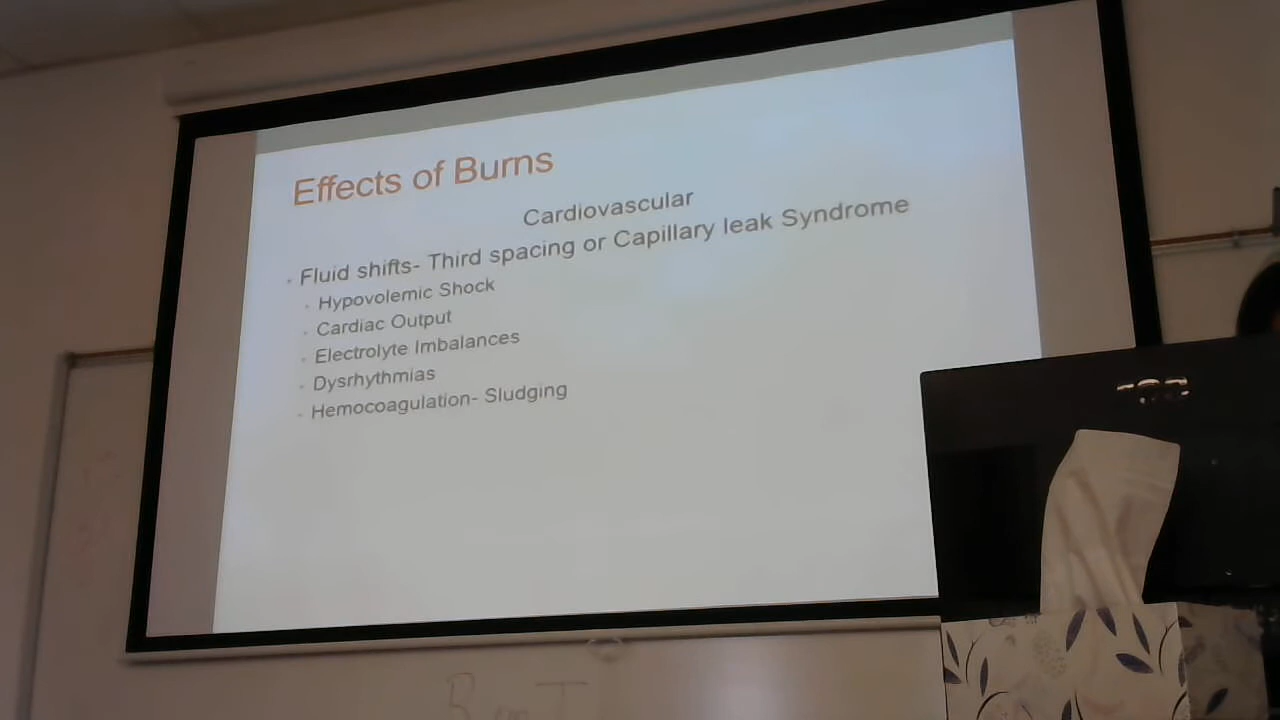 Effects of Burns
Cardiovascular
• Fluid shifts- Third spacing or Capillary leak Syndrome
• Hypovolemic Shock
• Cardiac Output
• Electrolyte Imbalances
• Dysrhythmias
• Hemocoagulation- Sludging